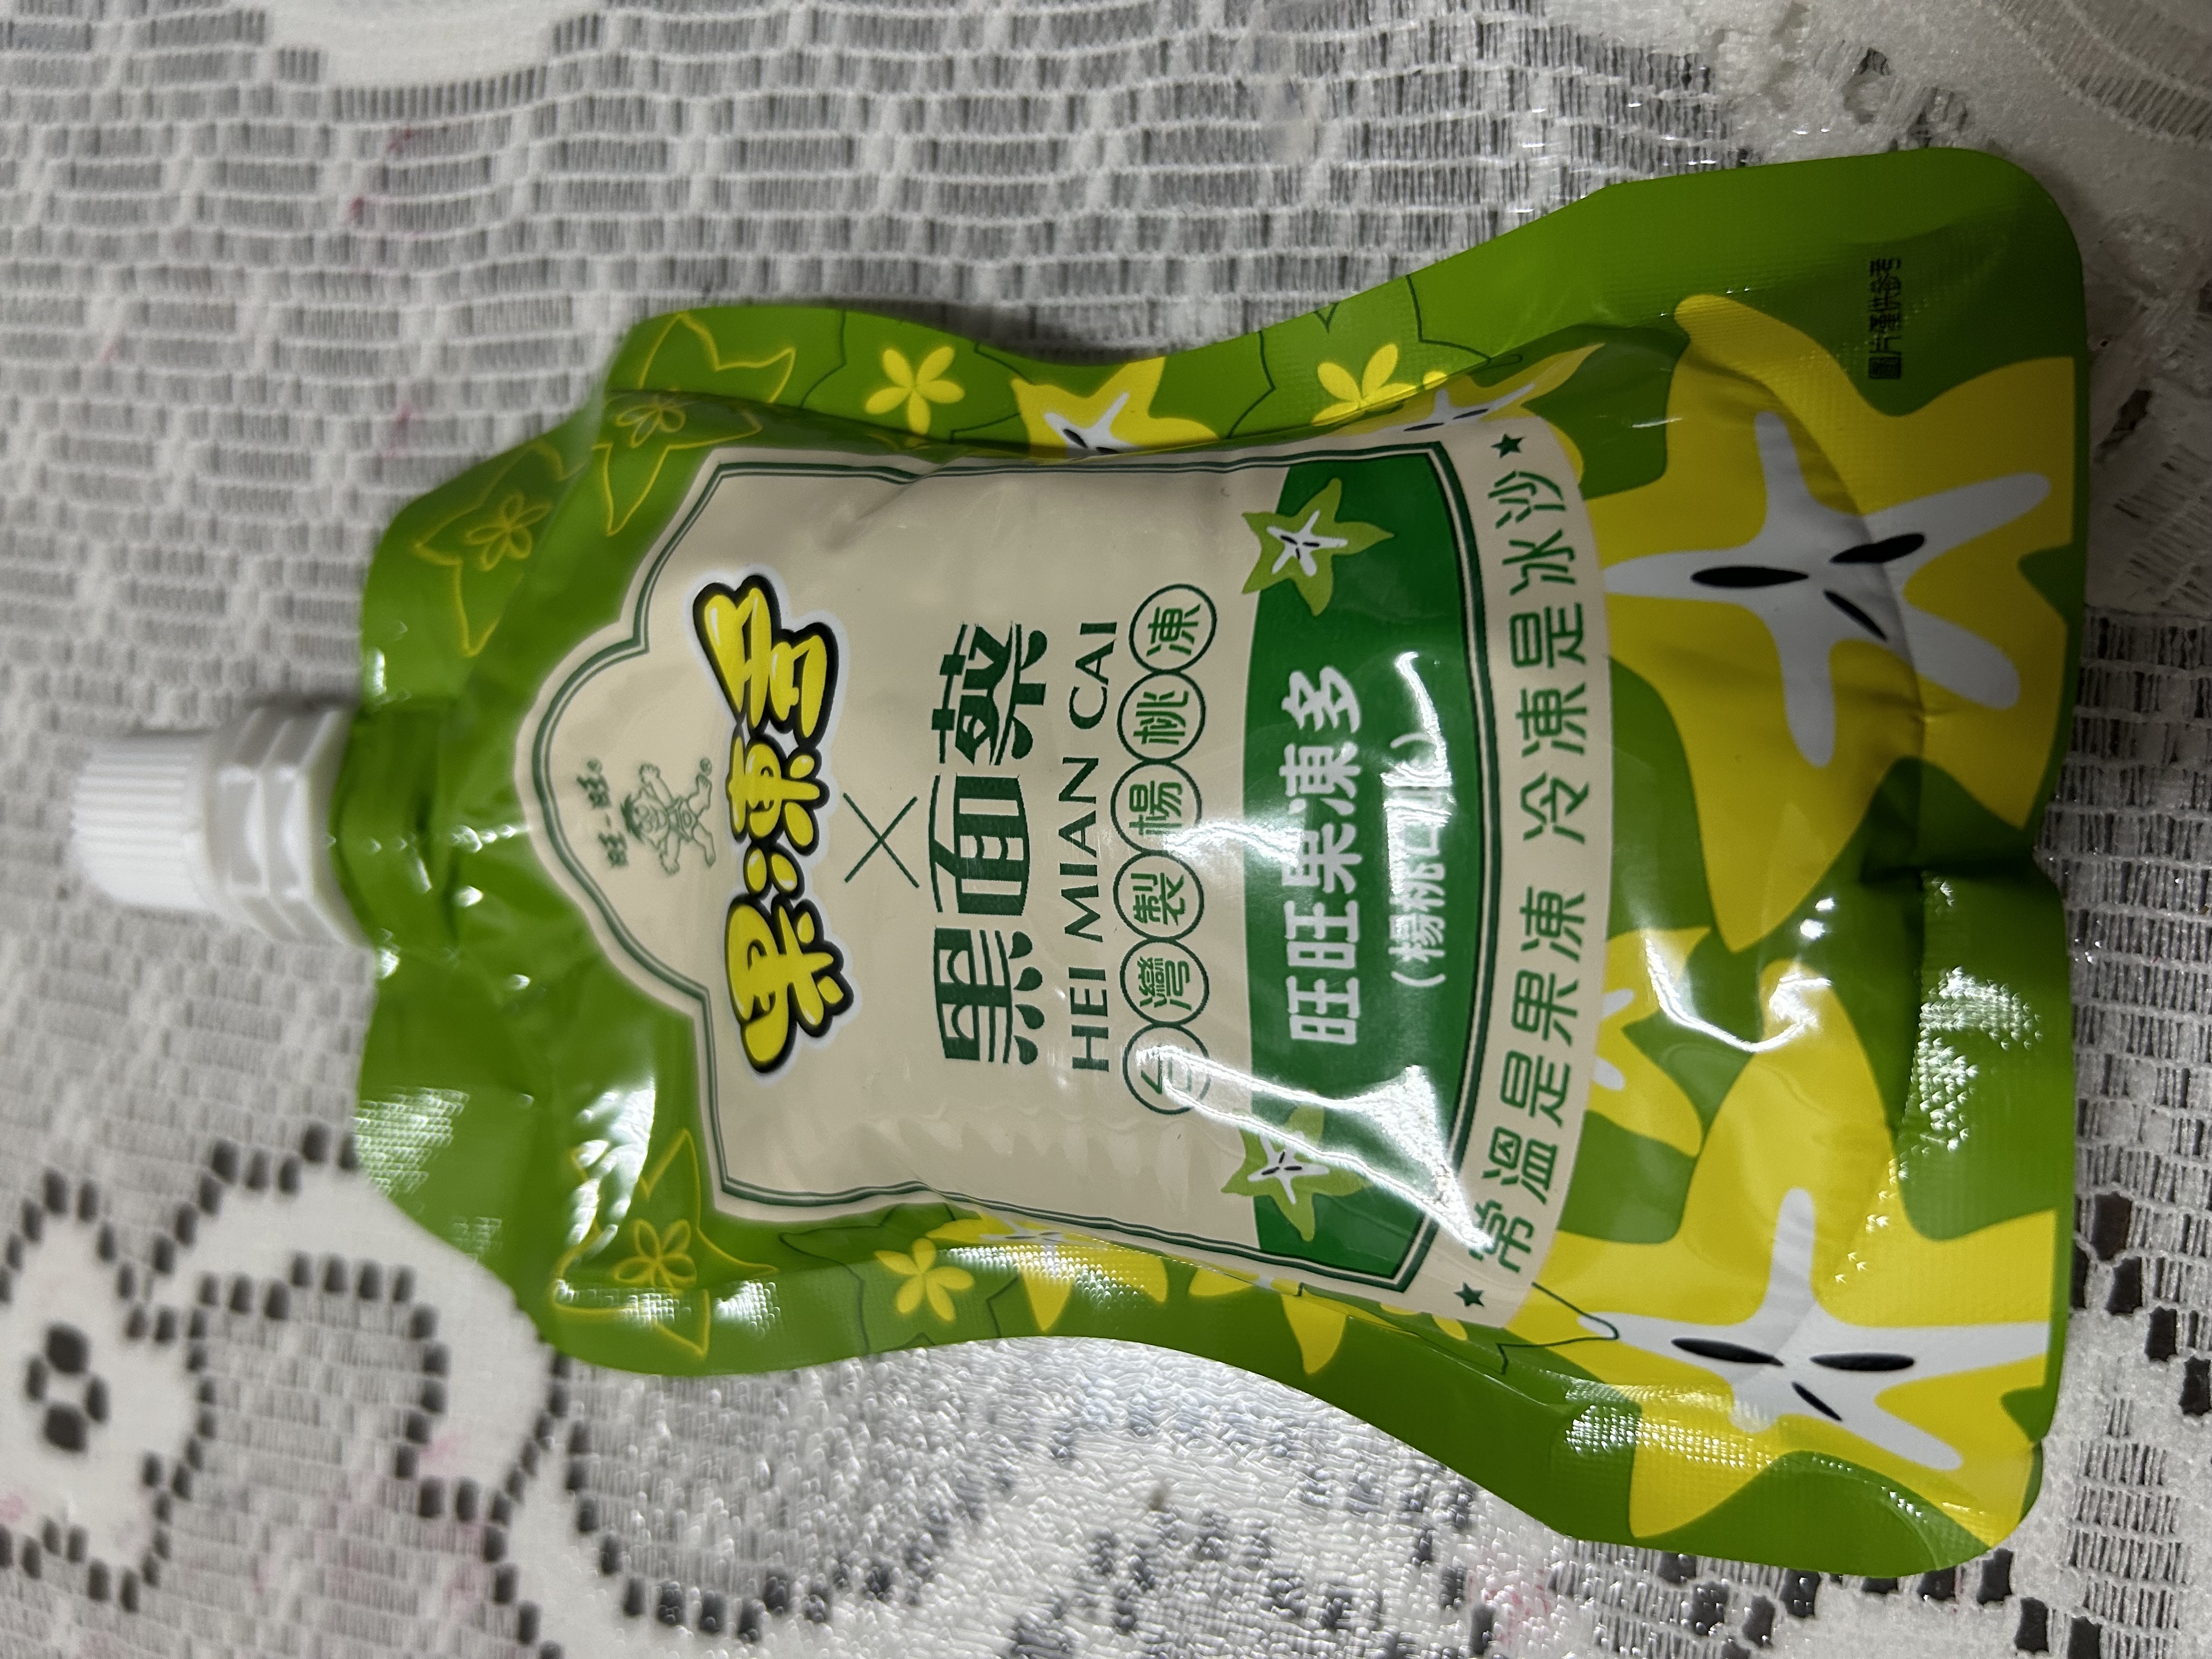 旺-旺®
®
果凍多
×
黑面蔡
HEI MIAN CAI
台灣製楊桃凍
旺旺果凍多
(楊桃口味)
★常溫是果凍 冷凍是冰沙★
圖片僅供參考